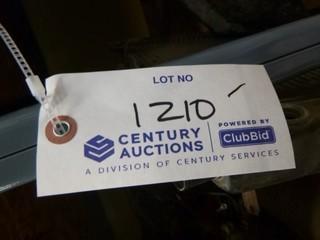 LOT NO
1210
CENTURY AUCTIONS
POWERED BY
ClubBid
A DIVISION OF CENTURY SERVICES